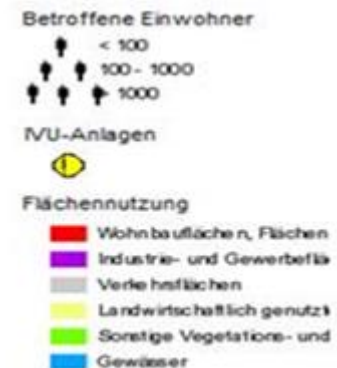 Betroffene Einwohner
< 100
100 - 1000
> 1000
IVU-Anlagen
Flächennutzung
Wohnbauflächen, Flächen
Industrie- und Gewerbeflä
Verkehrsflächen
Landwirtschaftlich genutzt
Sonstige Vegetations- und
Gewässer